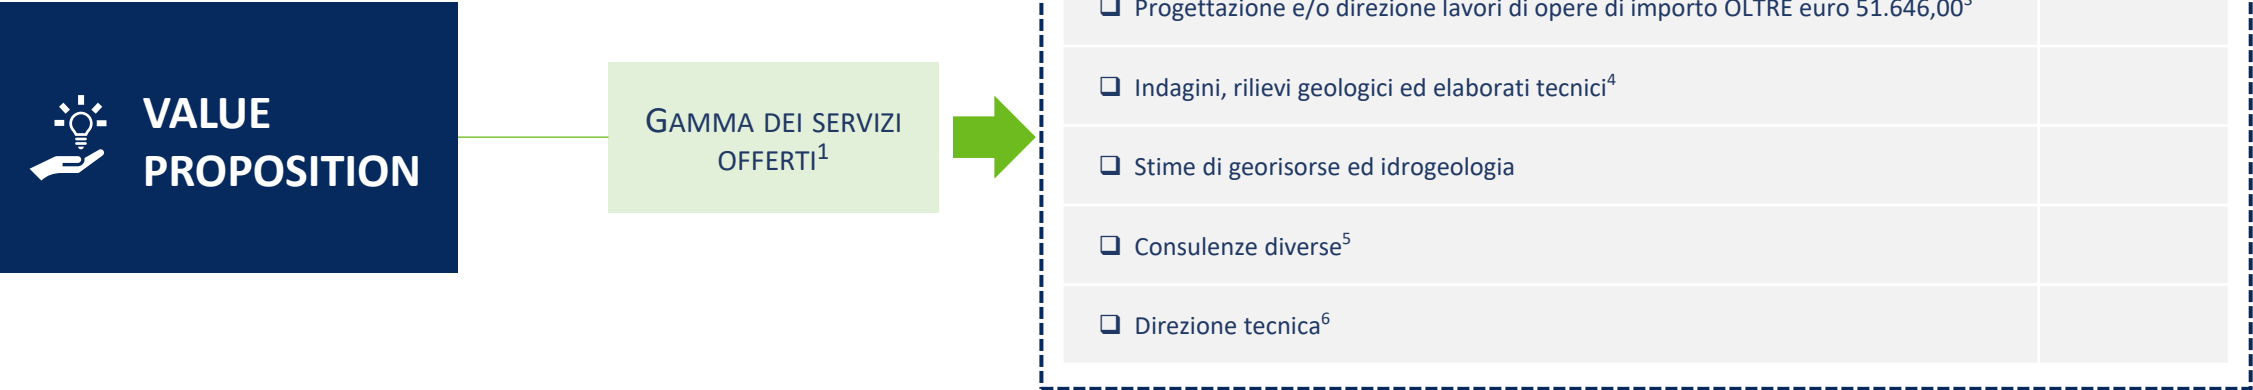 VALUE
PROPOSITION
GAMMA DEI SERVIZI
OFFERTI¹
❑ Progettazione e/o direzione lavori di opere di importo OLTRE euro 51.646,00³
❑ Indagini, rilievi geologici ed elaborati tecnici⁴
❑ Stime di georisorse ed idrogeologia
❑ Consulenze diverse⁵
❑ Direzione tecnica⁶